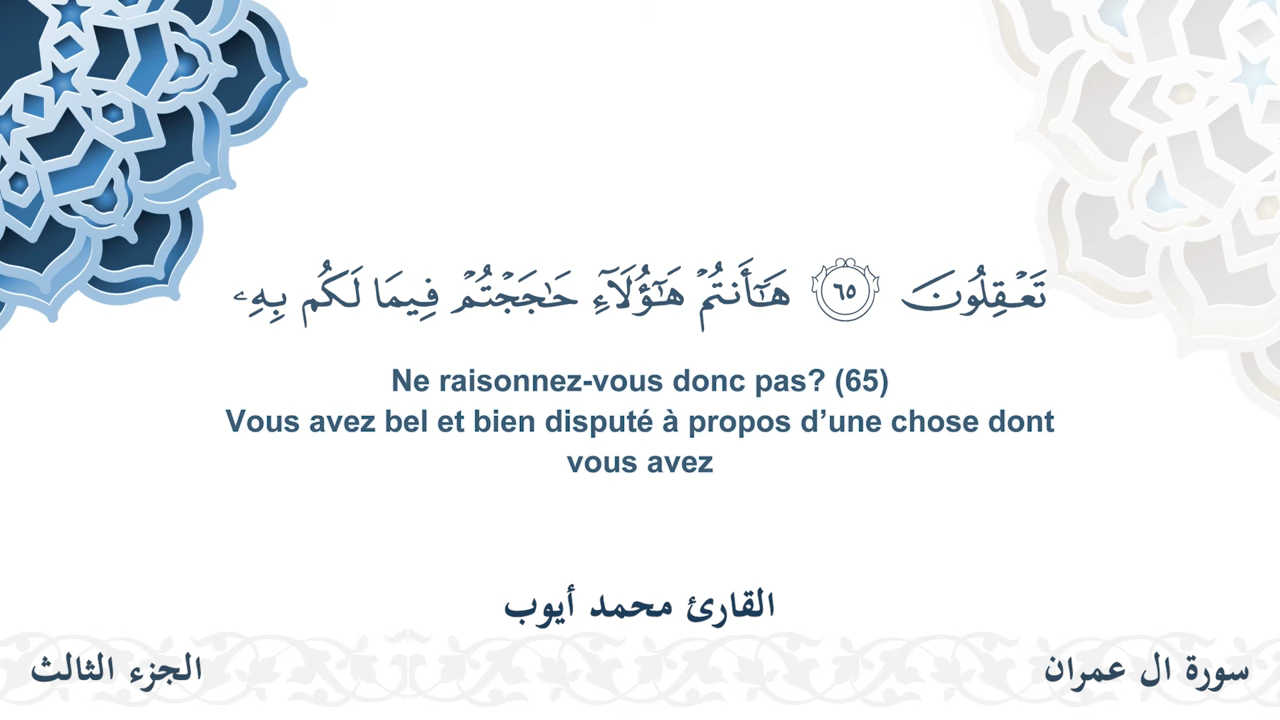 تَعۡقِلُونَ ٦٥ هَـٰٓأَنتُمۡ هَـٰٓؤُلَآءِ حَـٰجَجۡتُمۡ فِيمَا لَكُم بِهِۦ
Ne raisonnez-vous donc pas? (65)
Vous avez bel et bien disputé à propos d’une chose dont
vous avez
القارئ محمد أيوب
سورة ال عمران
الجزء الثالث